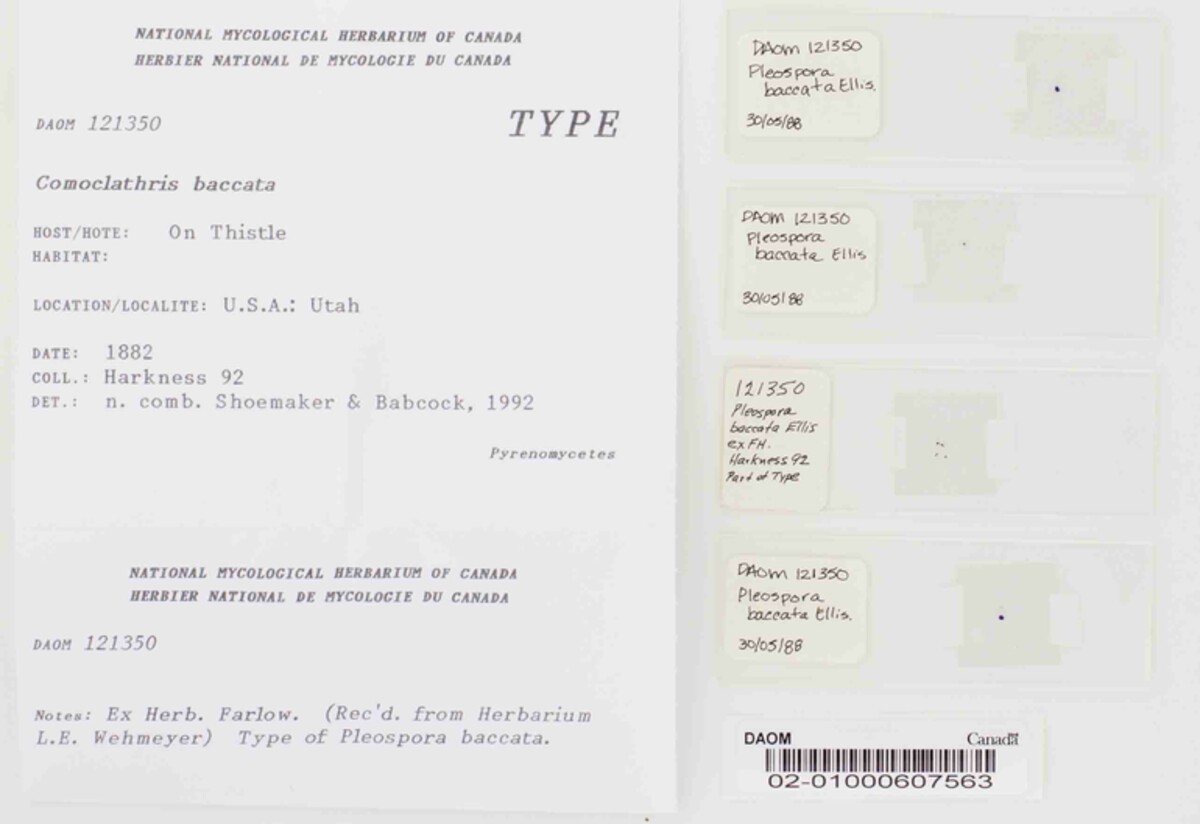 NATIONAL MYCOLOGICAL HERBARIUM OF CANADA
HERBIER NATIONAL DE MYCOLOGIE DU CANADA
DAOM 121350
TYPE
Comoclathris baccata
HOST/HOTE: On Thistle
HABITAT:
LOCATION/LOCALITE: U.S.A.: Utah
DATE: 1882
COLL.: Harkness 92
DET.: n. comb. Shoemaker & Babcock, 1992
Pyrenomycetes
NATIONAL MYCOLOGICAL HERBARIUM OF CANADA
HERBIER NATIONAL DE MYCOLOGIE DU CANADA
DAOM 121350
Notes: Ex Herb. Farlow. (Rec'd. from Herbarium
L.E. Wehmeyer) Type of Pleospora baccata.
DAOM 121350
Pleospora
baccata Ellis.
30/05/88
DAOM 121350
Pleospora
baccata Ellis
30/05/88
121350
Pleospora
baccata Ellis
ex FH.
Harkness 92
Part of Type
DAOM 121350
Pleospora
baccata Ellis.
30/05/88
DAOM Canada
02-01000607563